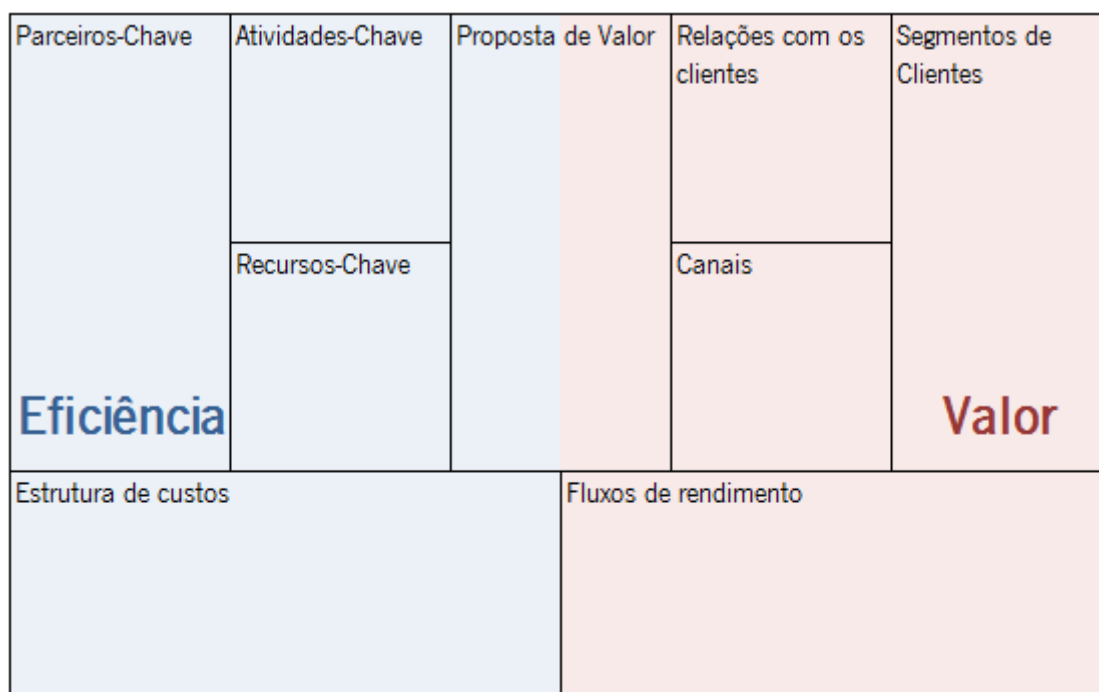 Parceiros-Chave
Atividades-Chave
Proposta de Valor
Relações com os
clientes
Segmentos de
Clientes
Recursos-Chave
Canais
Eficiência
Valor
Estrutura de custos
Fluxos de rendimento